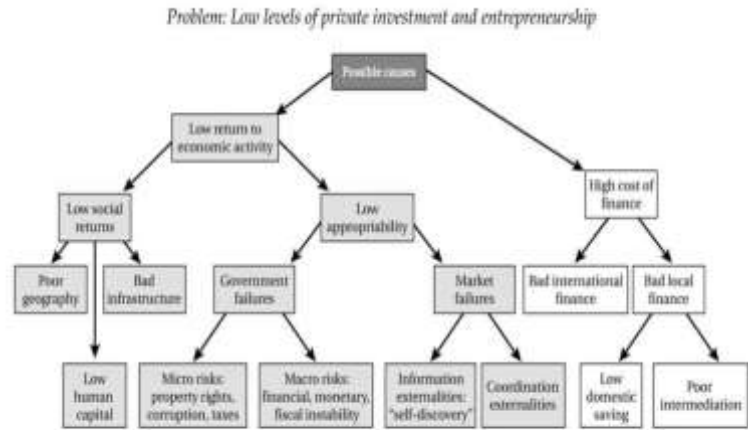 Problem: Low levels of private investment and entrepreneurship
Possible causes
Low return to
economic activity
High cost of
finance
Low social
returns
Low
appropriability
Poor
geography
Bad
infrastructure
Government
failures
Market
failures
Bad international
finance
Bad local
finance
Low
human
capital
Micro risks:
property rights,
corruption, taxes
Macro risks:
financial, monetary,
fiscal instability
Information
externalities:
"self-discovery"
Coordination
externalities
Low
domestic
saving
Poor
intermediation